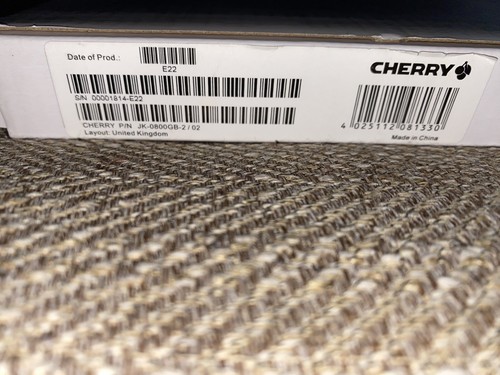 Date of Prod.:
E22
CHERRY
S/N 00001814-E22
CHERRY P/N JK-0800GB-2 / 02
Layout: United Kingdom
4 025112 081330
Made in China